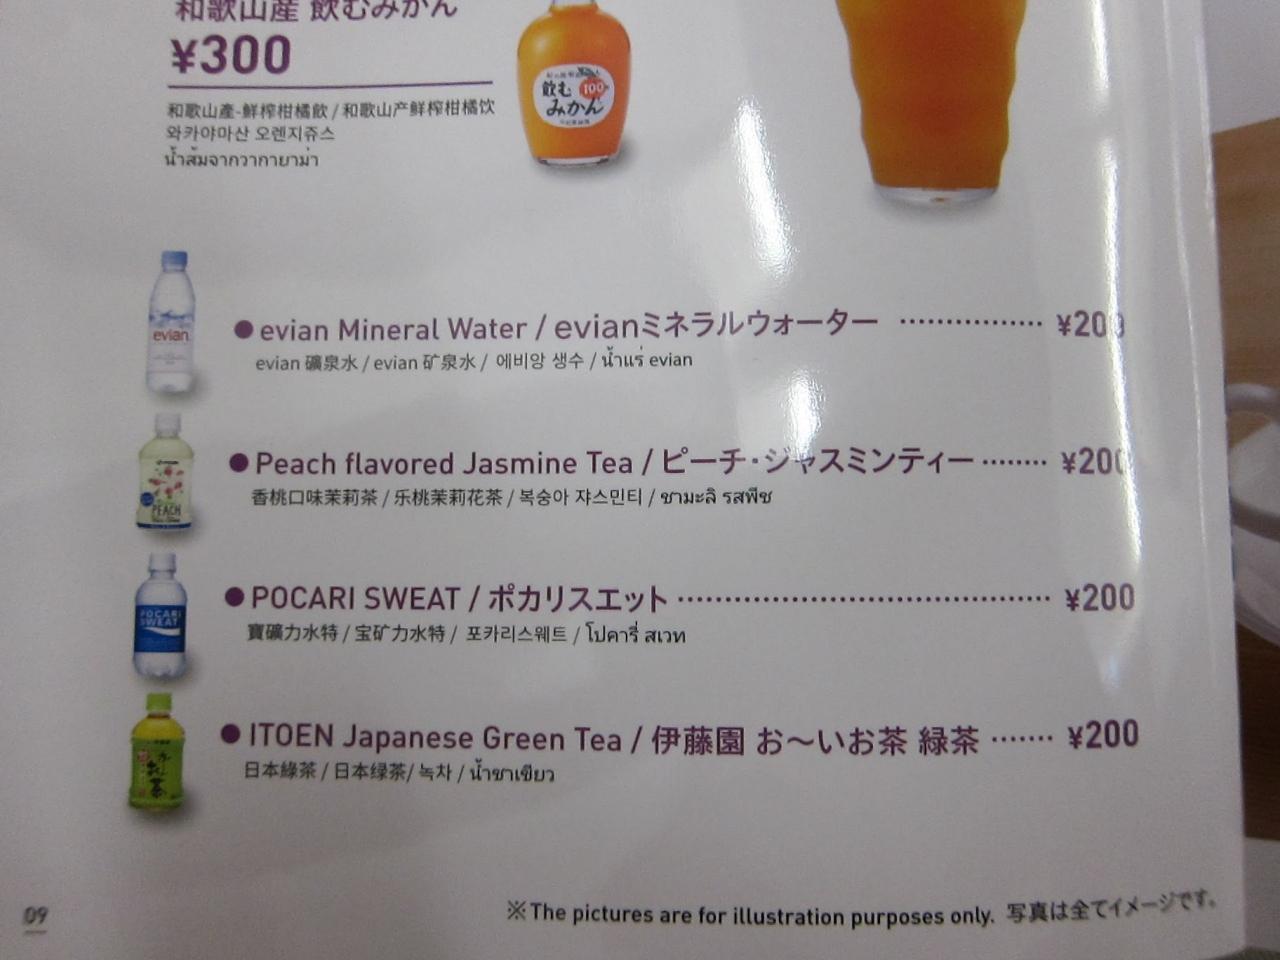 和歌山産 飲むみかん
¥300
和歌山產-鮮榨柑橘飲 / 和歌山产鲜榨柑橘饮
와카야마산 오렌지쥬스
น้ำส้มจากวากายาม่า
飲む
100
みかん
evian
● evian Mineral Water / evianミネラルウォーター ················ ¥200
evian 礦泉水 / evian 矿泉水 / 에비앙 생수 / น้ำแร่ evian
PEACH
● Peach flavored Jasmine Tea / ピーチ・ジャスミンティー ········ ¥200
香桃口味茉莉茶 / 乐桃茉莉花茶 / 복숭아 쟈스민티 / ชามะลิ รสพีช
POCARI
SWEAT
● POCARI SWEAT / ポカリスエット ·········································· ¥200
寶礦力水特 / 宝矿力水特 / 포카리스웨트 / โปคารี่ สเวท
お〜い
お茶
● ITOEN Japanese Green Tea / 伊藤園 お〜いお茶 緑茶 ······· ¥200
日本綠茶 / 日本绿茶/ 녹차 / น้ำชาเขียว
09
※The pictures are for illustration purposes only. 写真は全てイメージです。